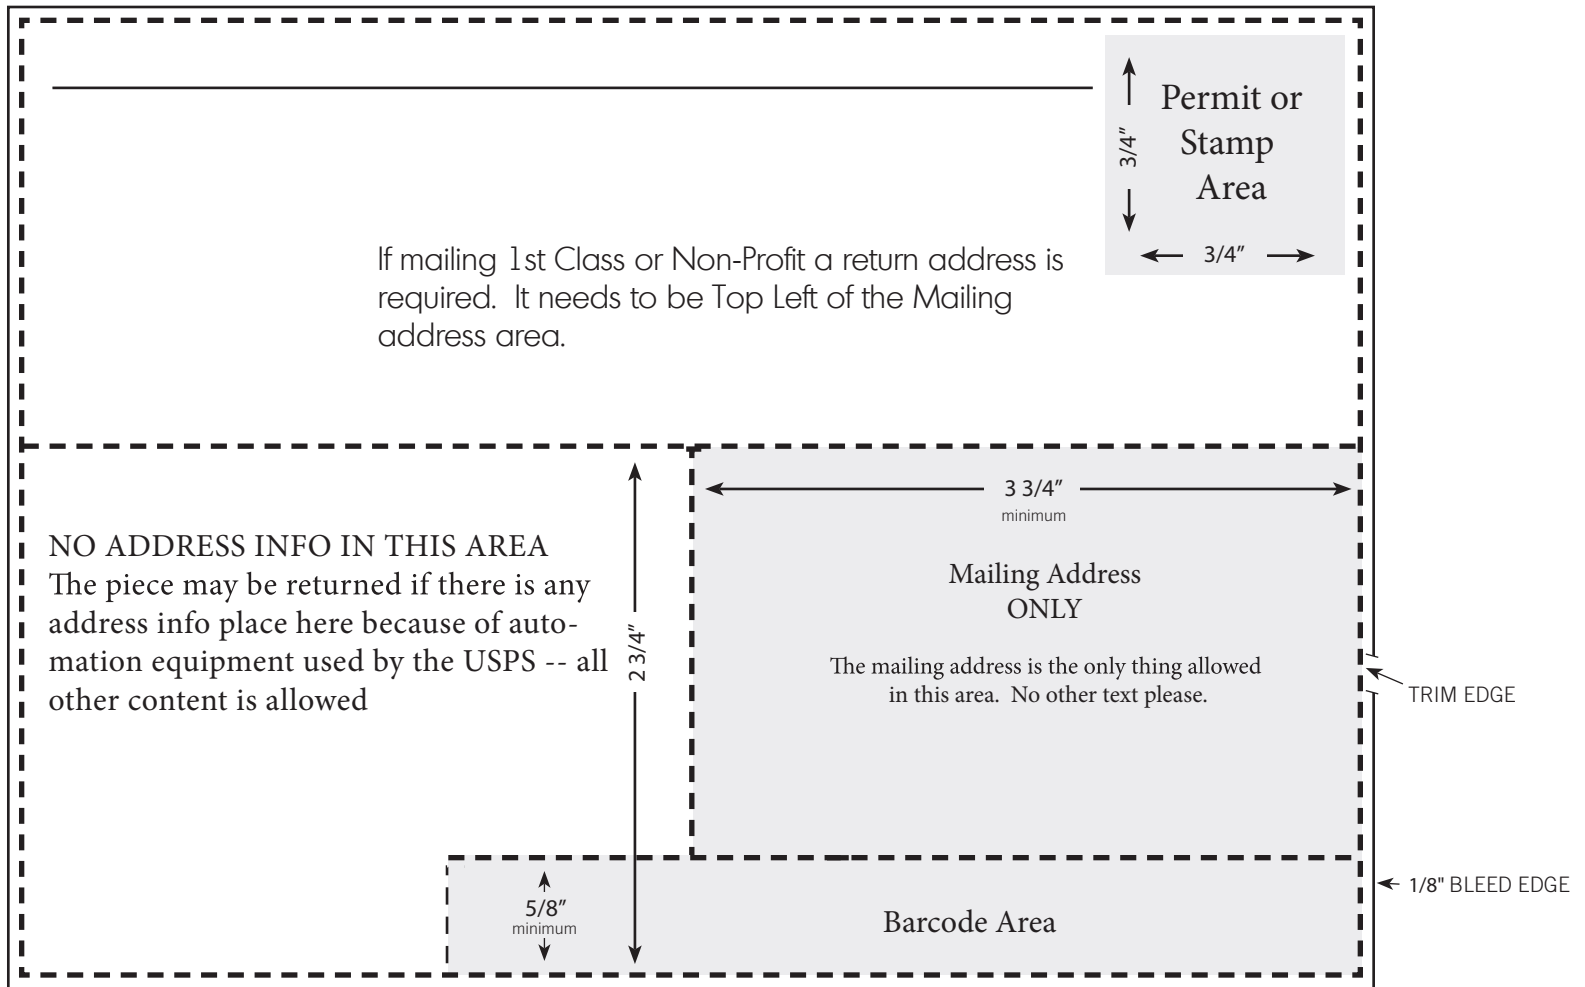 Permit or
Stamp
Area
3/4″
3/4″
If mailing 1st Class or Non-Profit a return address is
required.  It needs to be Top Left of the Mailing
address area.
NO ADDRESS INFO IN THIS AREA
The piece may be returned if there is any
address info place here because of auto-
mation equipment used by the USPS -- all
other content is allowed
2 3/4″
3 3/4″
minimum
Mailing Address
ONLY
The mailing address is the only thing allowed
in this area.  No other text please.
TRIM EDGE
1/8" BLEED EDGE
5/8″
minimum
Barcode Area